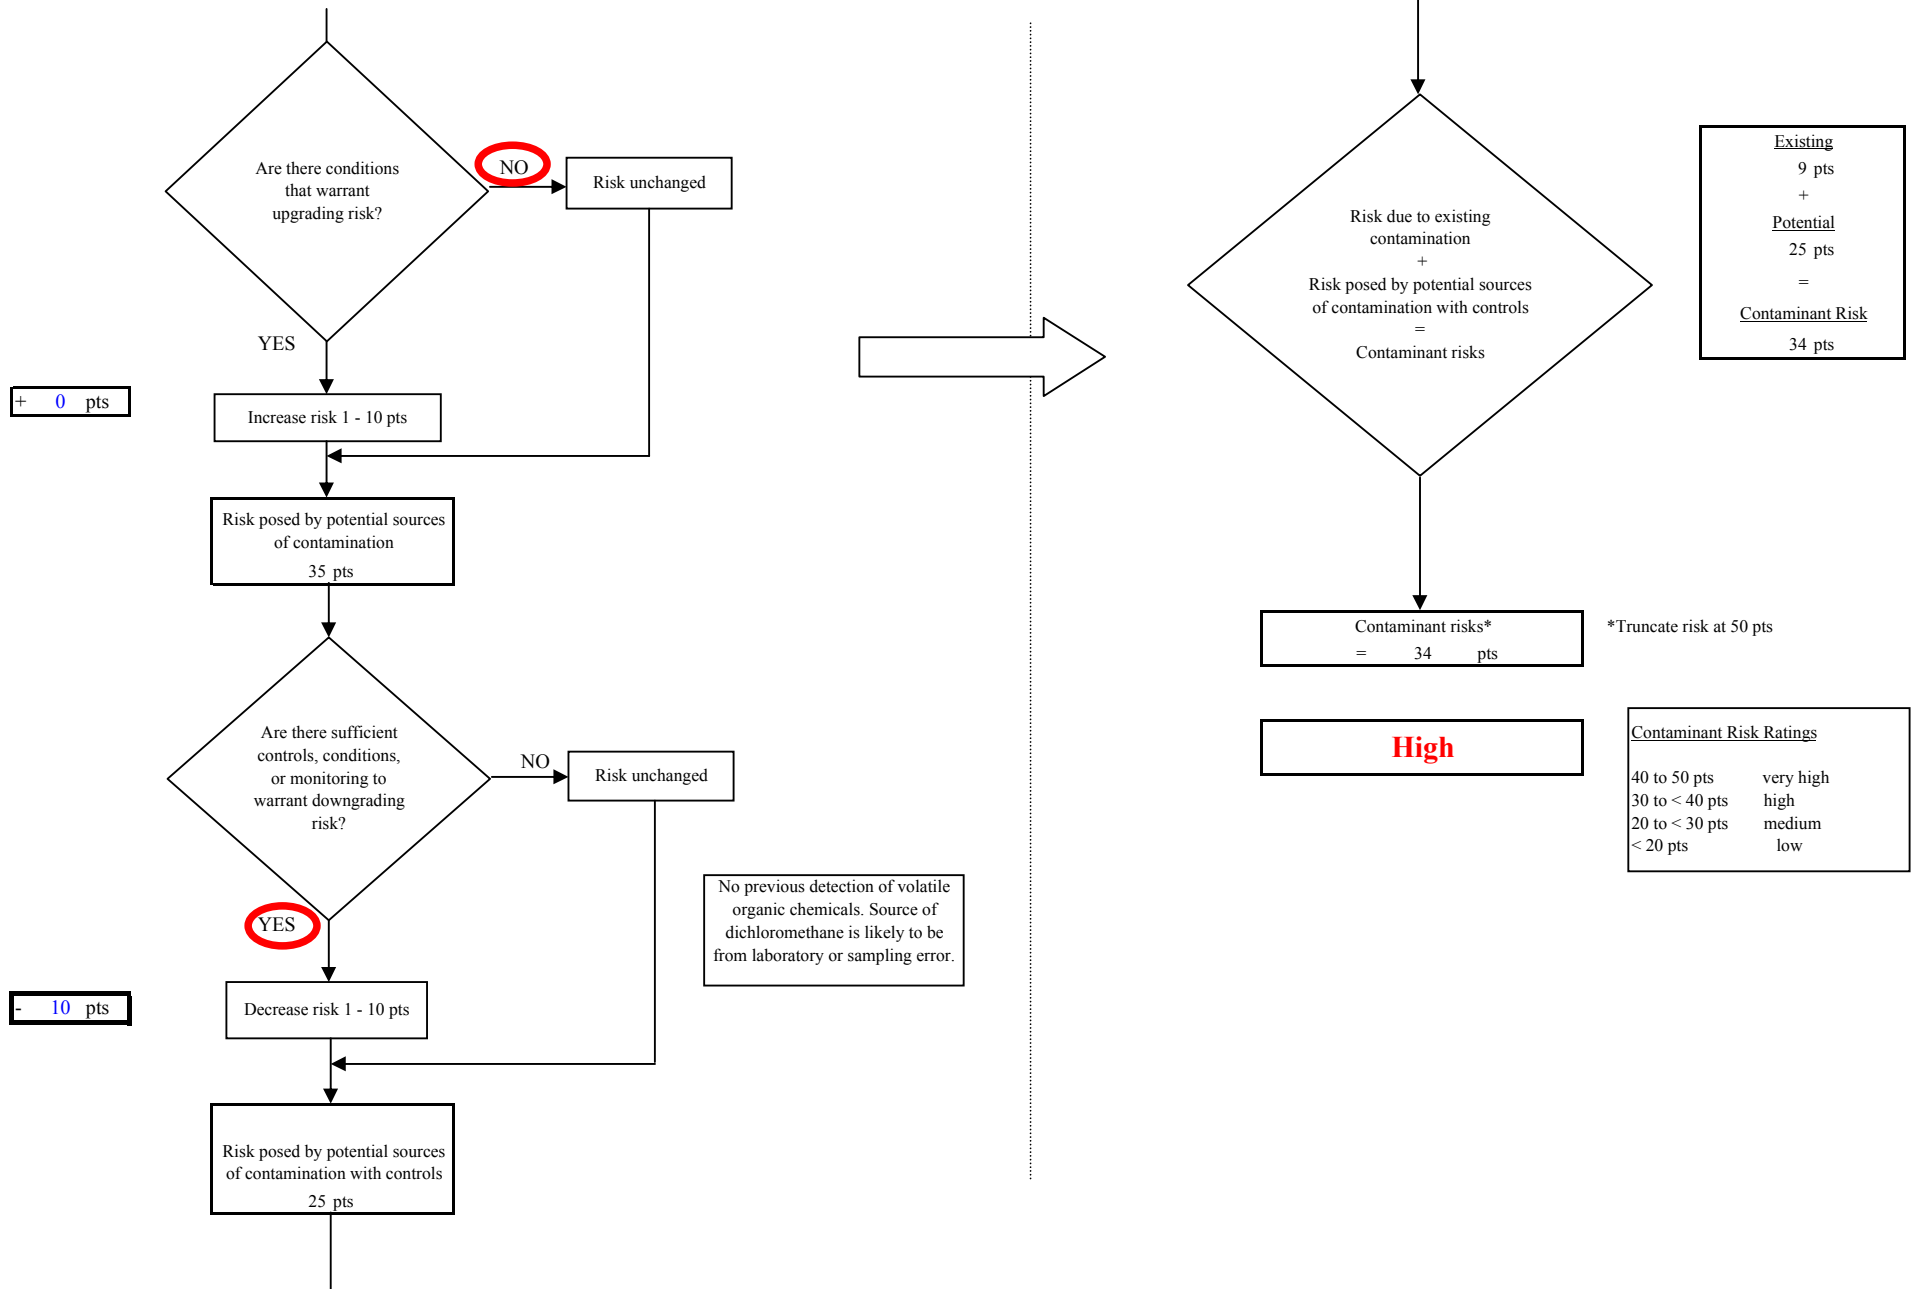 Are there conditions
that warrant
upgrading risk?
NO
Risk unchanged
YES
+ 0 pts
Increase risk 1 - 10 pts
Risk posed by potential sources
of contamination
35 pts
Are there sufficient
controls, conditions,
or monitoring to
warrant downgrading
risk?
NO
Risk unchanged
YES
No previous detection of volatile
organic chemicals. Source of
dichloromethane is likely to be
from laboratory or sampling error.
- 10 pts
Decrease risk 1 - 10 pts
Risk posed by potential sources
of contamination with controls
25 pts
Risk due to existing
contamination
+
Risk posed by potential sources
of contamination with controls
=
Contaminant risks
Existing
9 pts
+
Potential
25 pts
=
Contaminant Risk
34 pts
Contaminant risks*
= 34 pts
*Truncate risk at 50 pts
High
Contaminant Risk Ratings
40 to 50 pts very high
30 to < 40 pts high
20 to < 30 pts medium
< 20 pts low